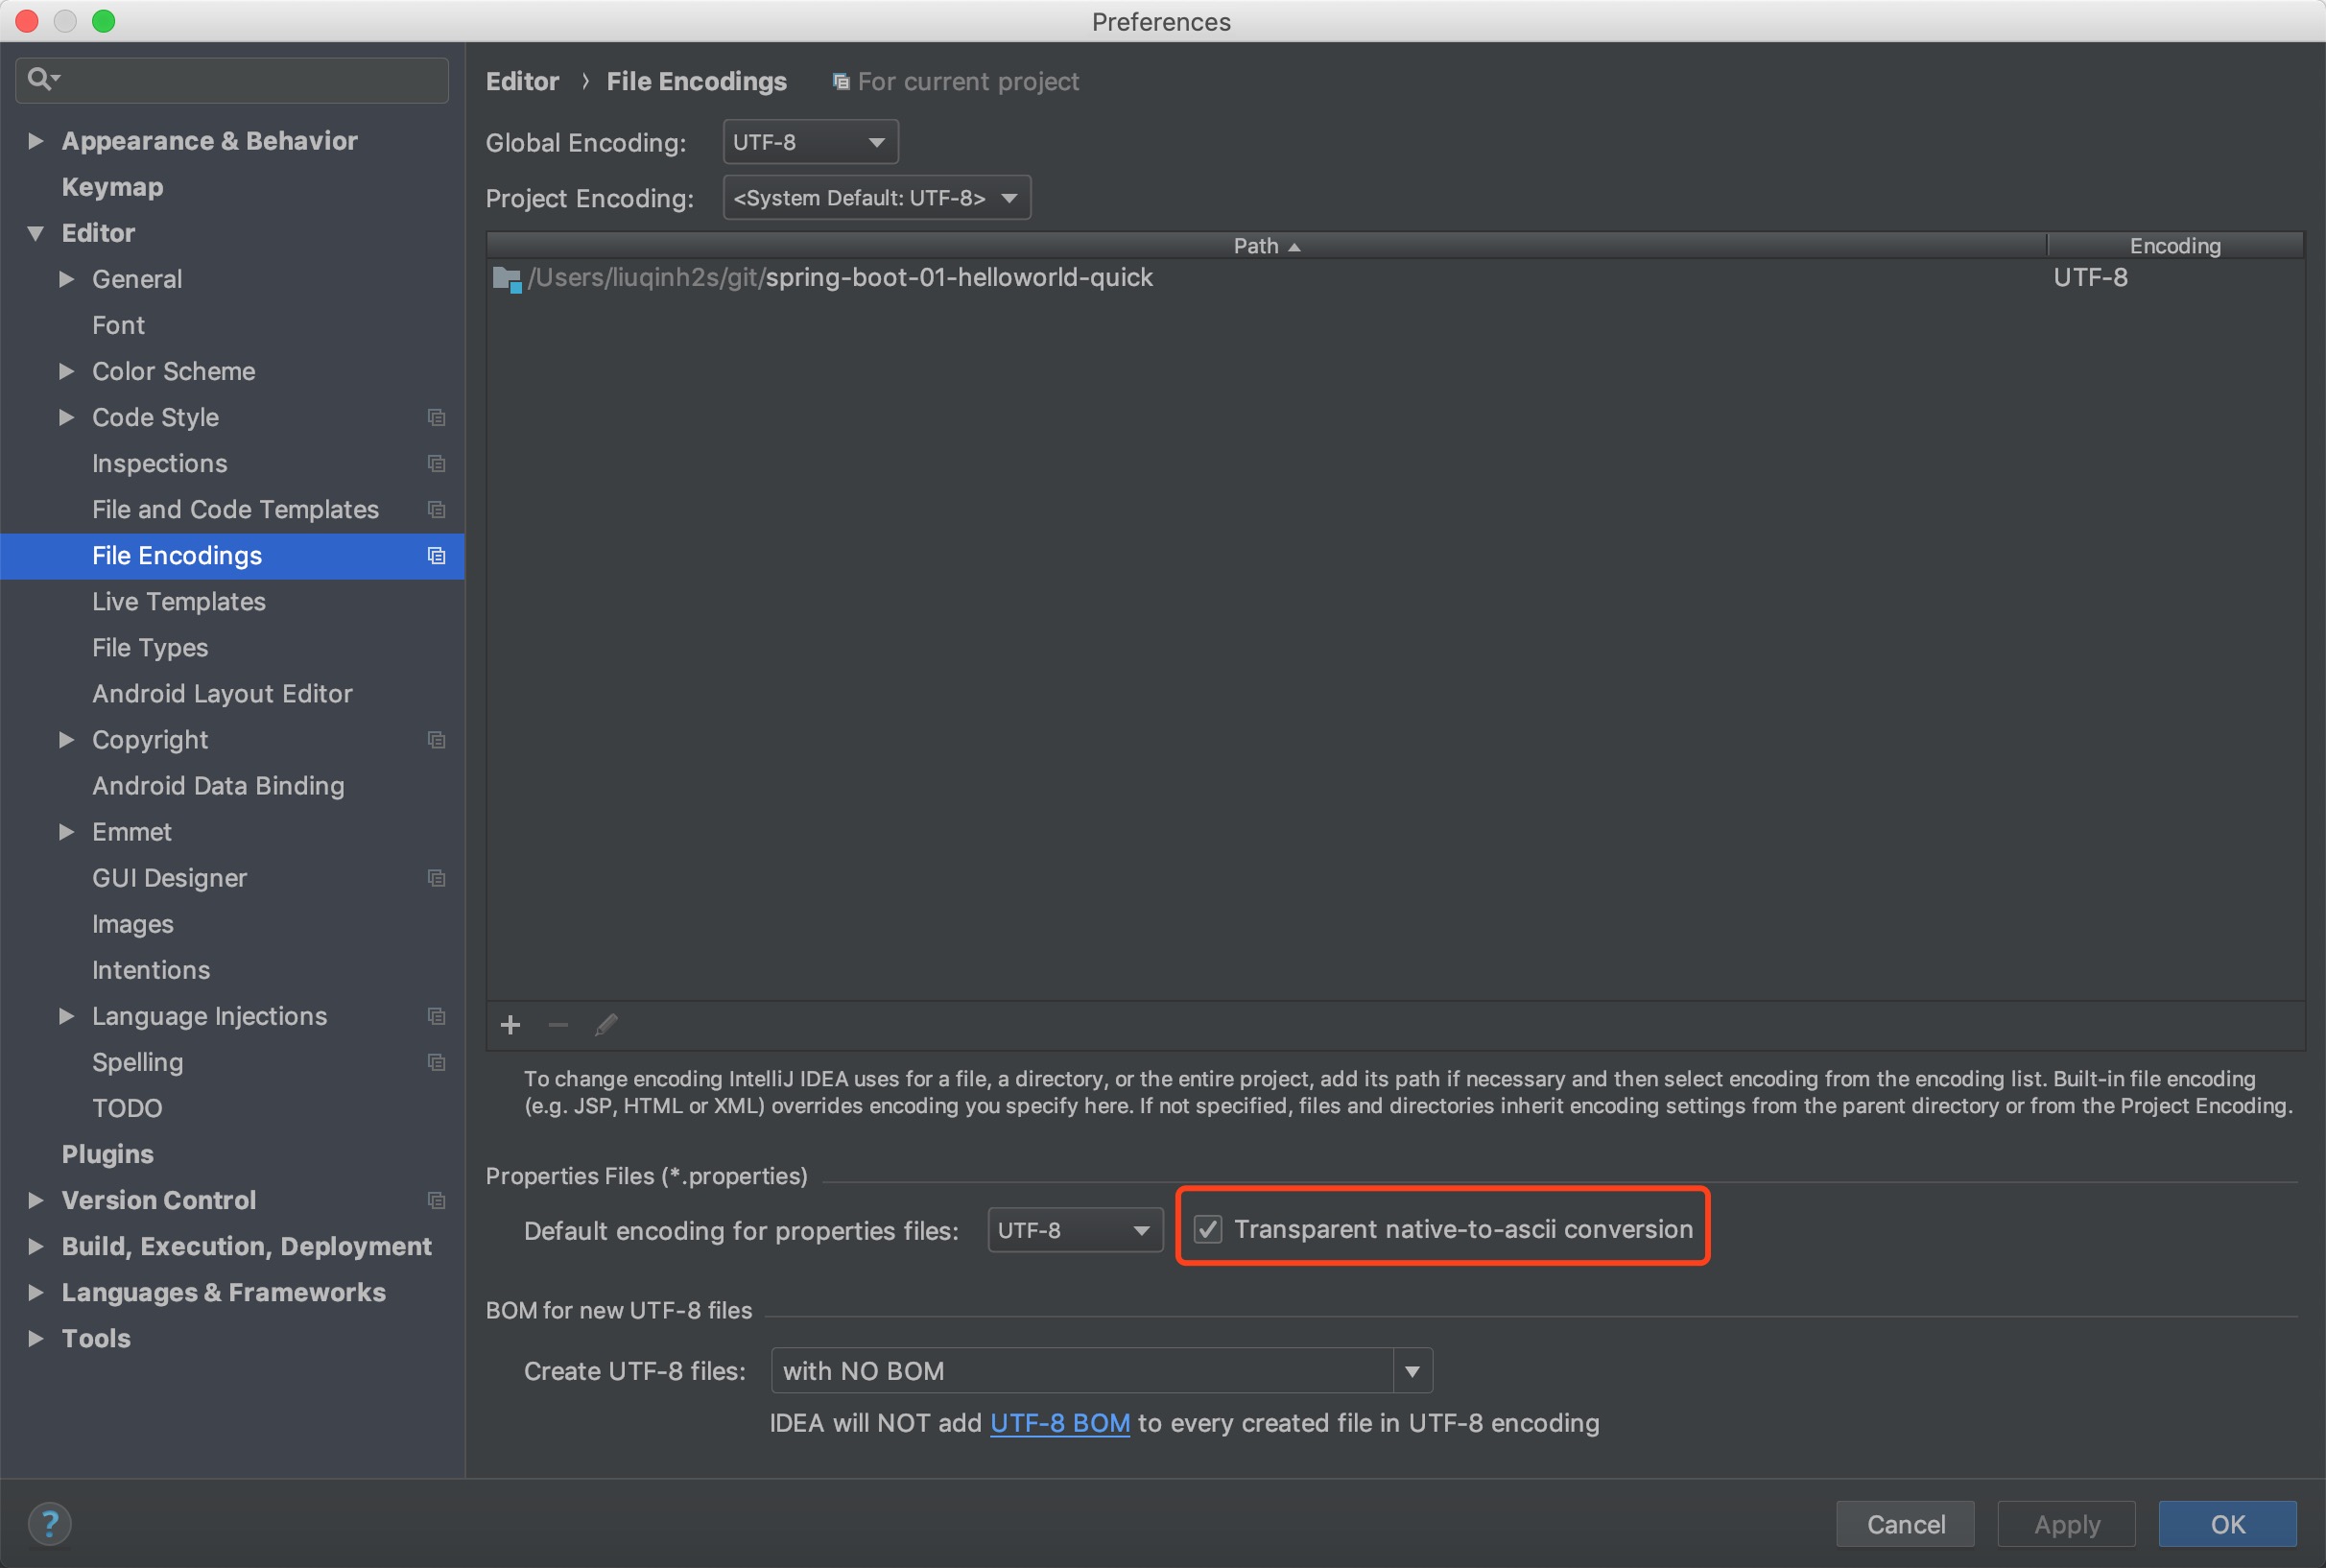 Preferences
Appearance & Behavior
Keymap
Editor
General
Font
Color Scheme
Code Style
Inspections
File and Code Templates
File Encodings
Live Templates
File Types
Android Layout Editor
Copyright
Android Data Binding
Emmet
GUI Designer
Images
Intentions
Language Injections
Spelling
TODO
Plugins
Version Control
Build, Execution, Deployment
Languages & Frameworks
Tools
Editor › File Encodings For current project
Global Encoding: UTF-8
Project Encoding: <System Default: UTF-8>
Path Encoding
/Users/liuqinh2s/git/spring-boot-01-helloworld-quick UTF-8
To change encoding IntelliJ IDEA uses for a file, a directory, or the entire project, add its path if necessary and then select encoding from the encoding list. Built-in file encoding
(e.g. JSP, HTML or XML) overrides encoding you specify here. If not specified, files and directories inherit encoding settings from the parent directory or from the Project Encoding.
Properties Files (*.properties)
Default encoding for properties files: UTF-8 Transparent native-to-ascii conversion
BOM for new UTF-8 files
Create UTF-8 files: with NO BOM
IDEA will NOT add UTF-8 BOM to every created file in UTF-8 encoding
? Cancel Apply OK